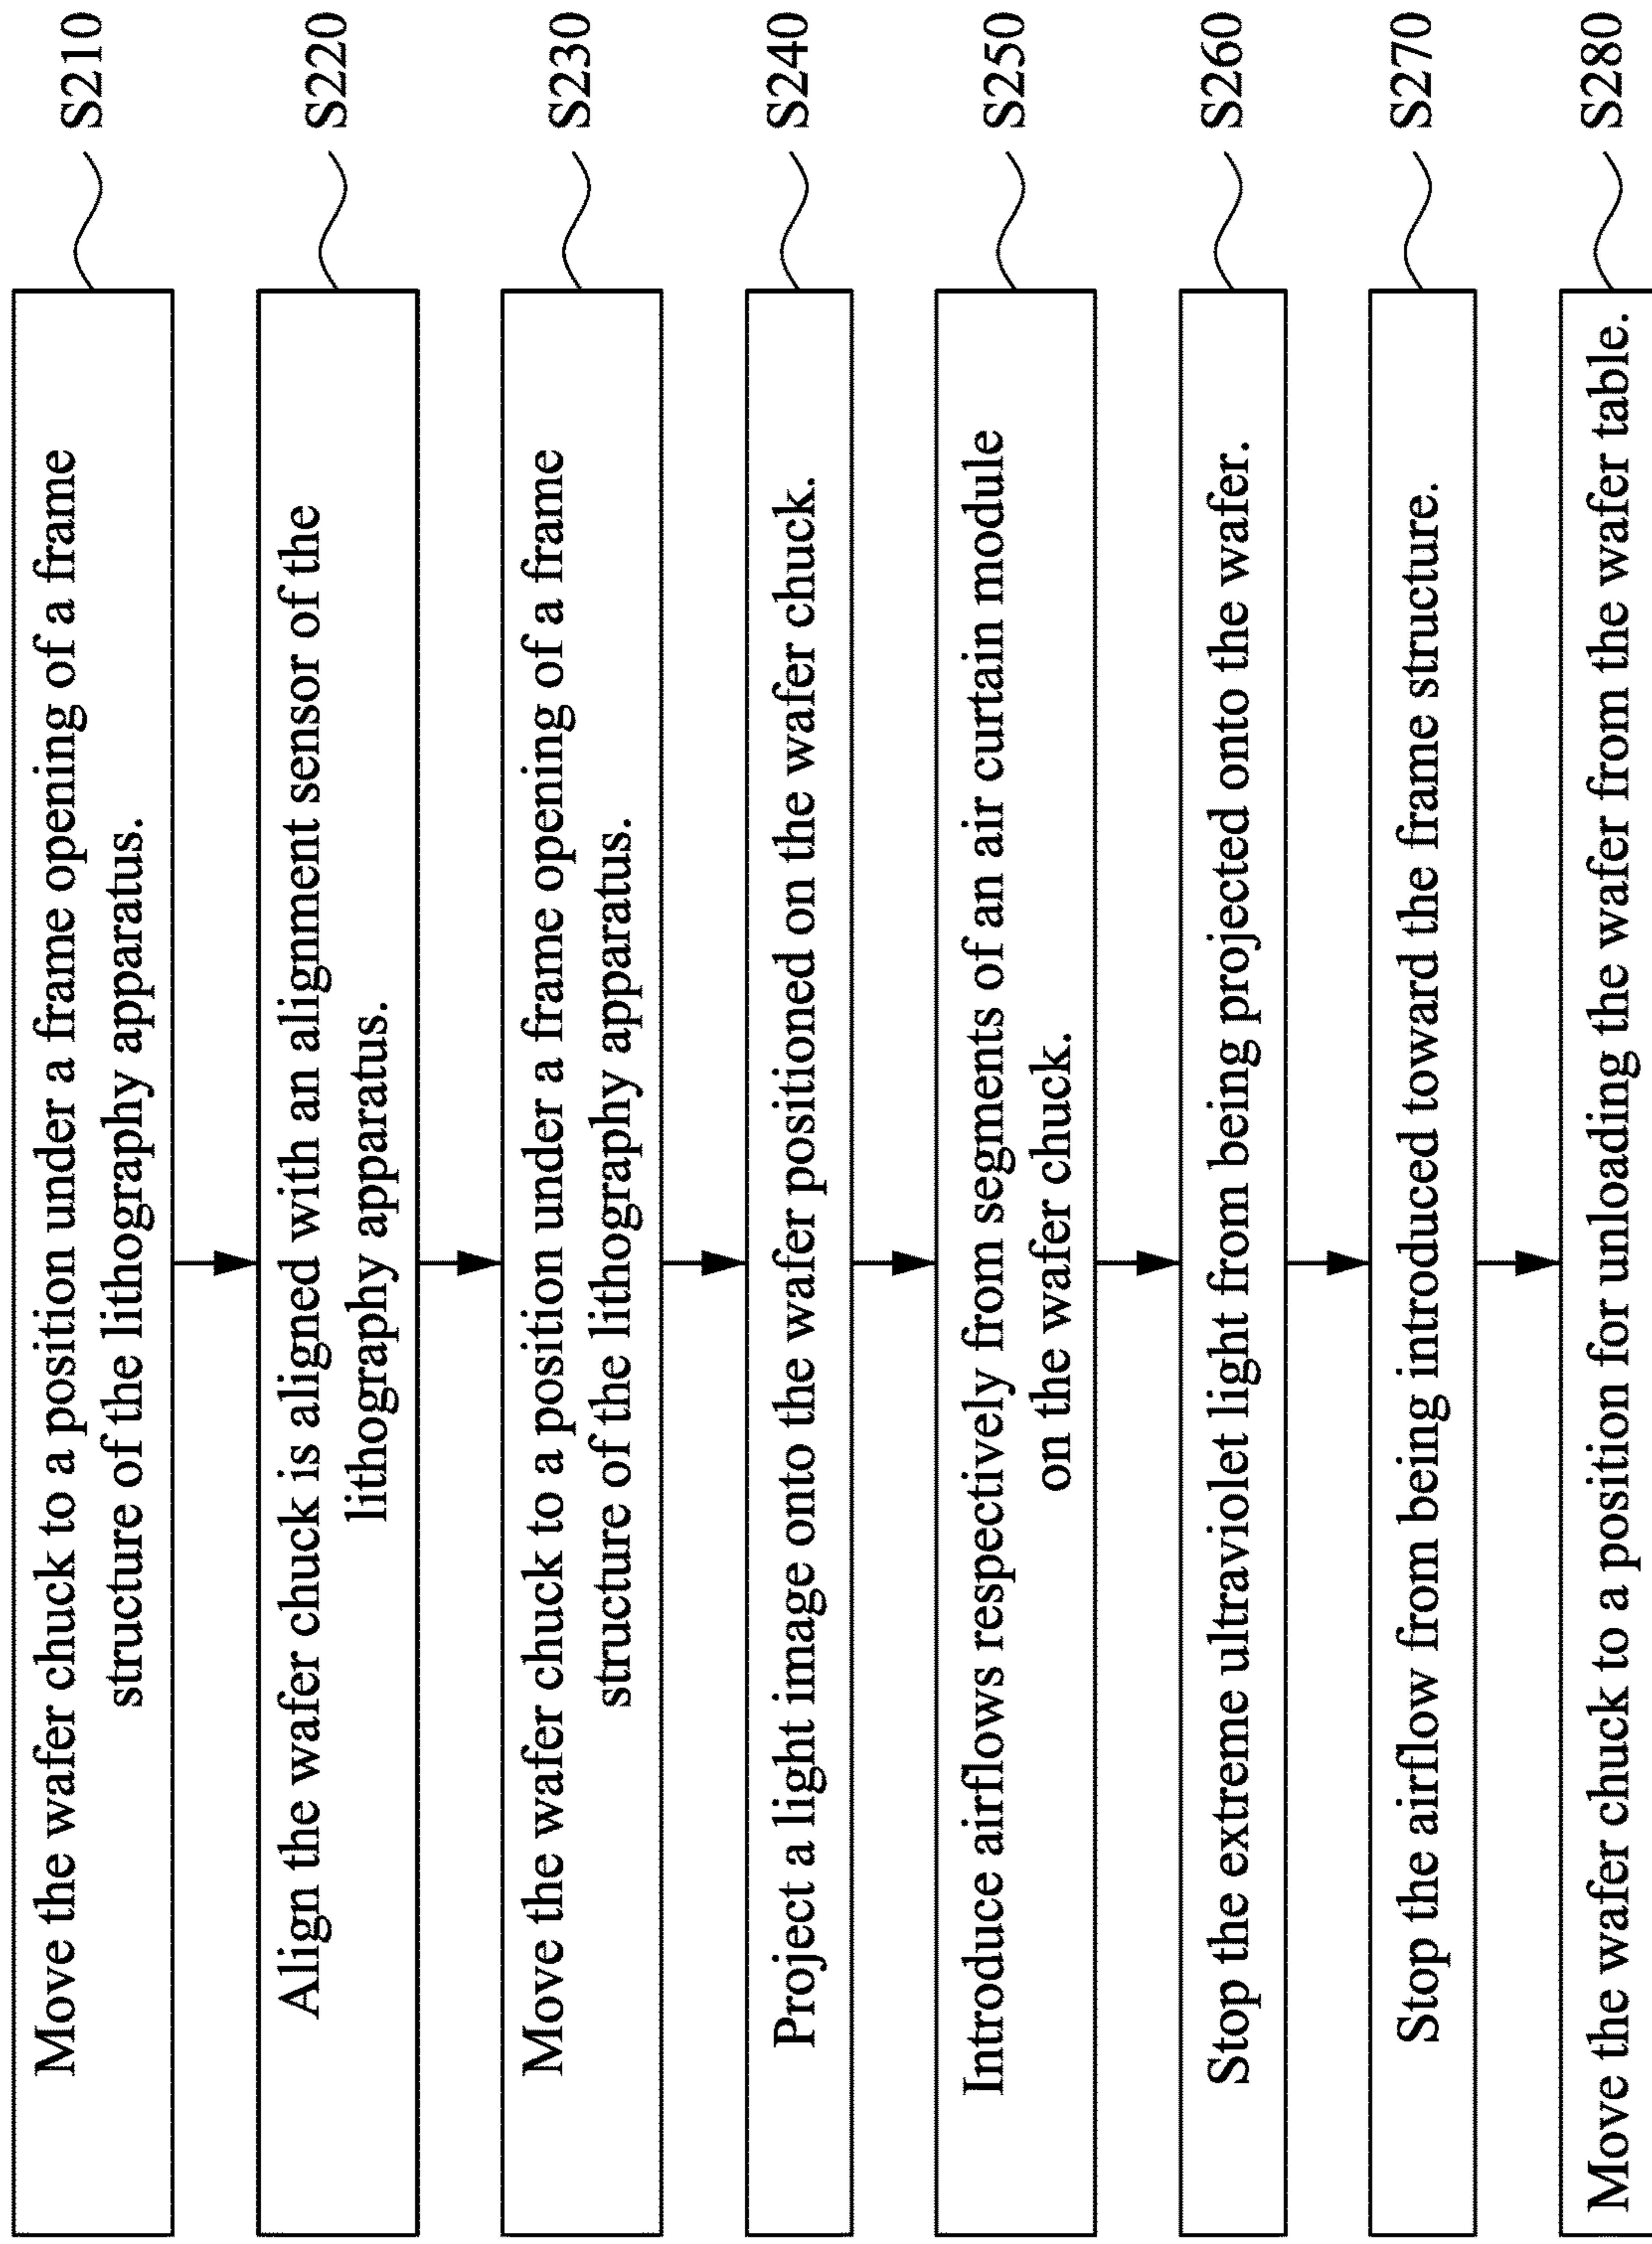 Move the wafer chuck to a position under a frame opening of a frame
structure of the lithography apparatus.
S210
Align the wafer chuck is aligned with an alignment sensor of the
lithography apparatus.
S220
Move the wafer chuck to a position under a frame opening of a frame
structure of the lithography apparatus.
S230
Project a light image onto the wafer positioned on the wafer chuck.
S240
Introduce airflows respectively from segments of an air curtain module
on the wafer chuck.
S250
Stop the extreme ultraviolet light from being projected onto the wafer.
S260
Stop the airflow from being introduced toward the frame structure.
S270
Move the wafer chuck to a position for unloading the wafer from the wafer table.
S280